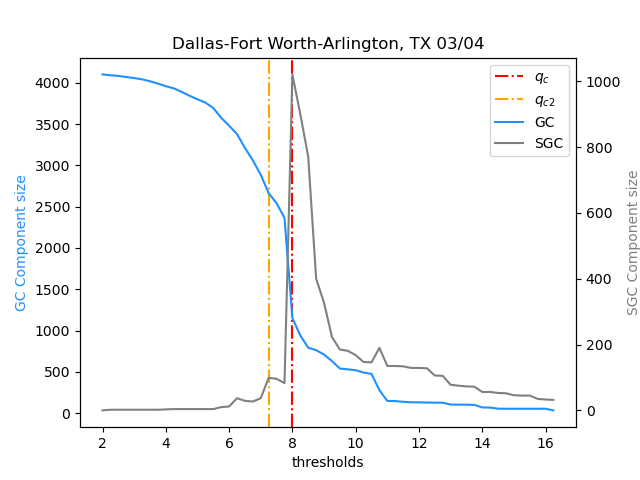 Dallas-Fort Worth-Arlington, TX 03/04
GC Component size
4000
3500
3000
2500
2000
1500
1000
500
0
q_c
q_c2
GC
SGC
1000
800
600
400
200
0
SGC Component size
2 4 6 8 10 12 14 16
thresholds